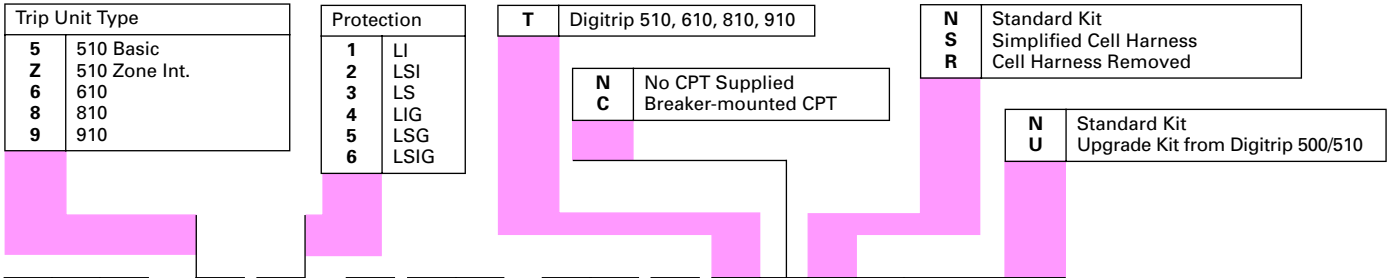 Trip Unit Type
5 510 Basic
Z 510 Zone Int.
6 610
8 810
9 910
Protection
1 LI
2 LSI
3 LS
4 LIG
5 LSG
6 LSIG
T Digitrip 510, 610, 810, 910
N No CPT Supplied
C Breaker-mounted CPT
N Standard Kit
S Simplified Cell Harness
R Cell Harness Removed
N Standard Kit
U Upgrade Kit from Digitrip 500/510